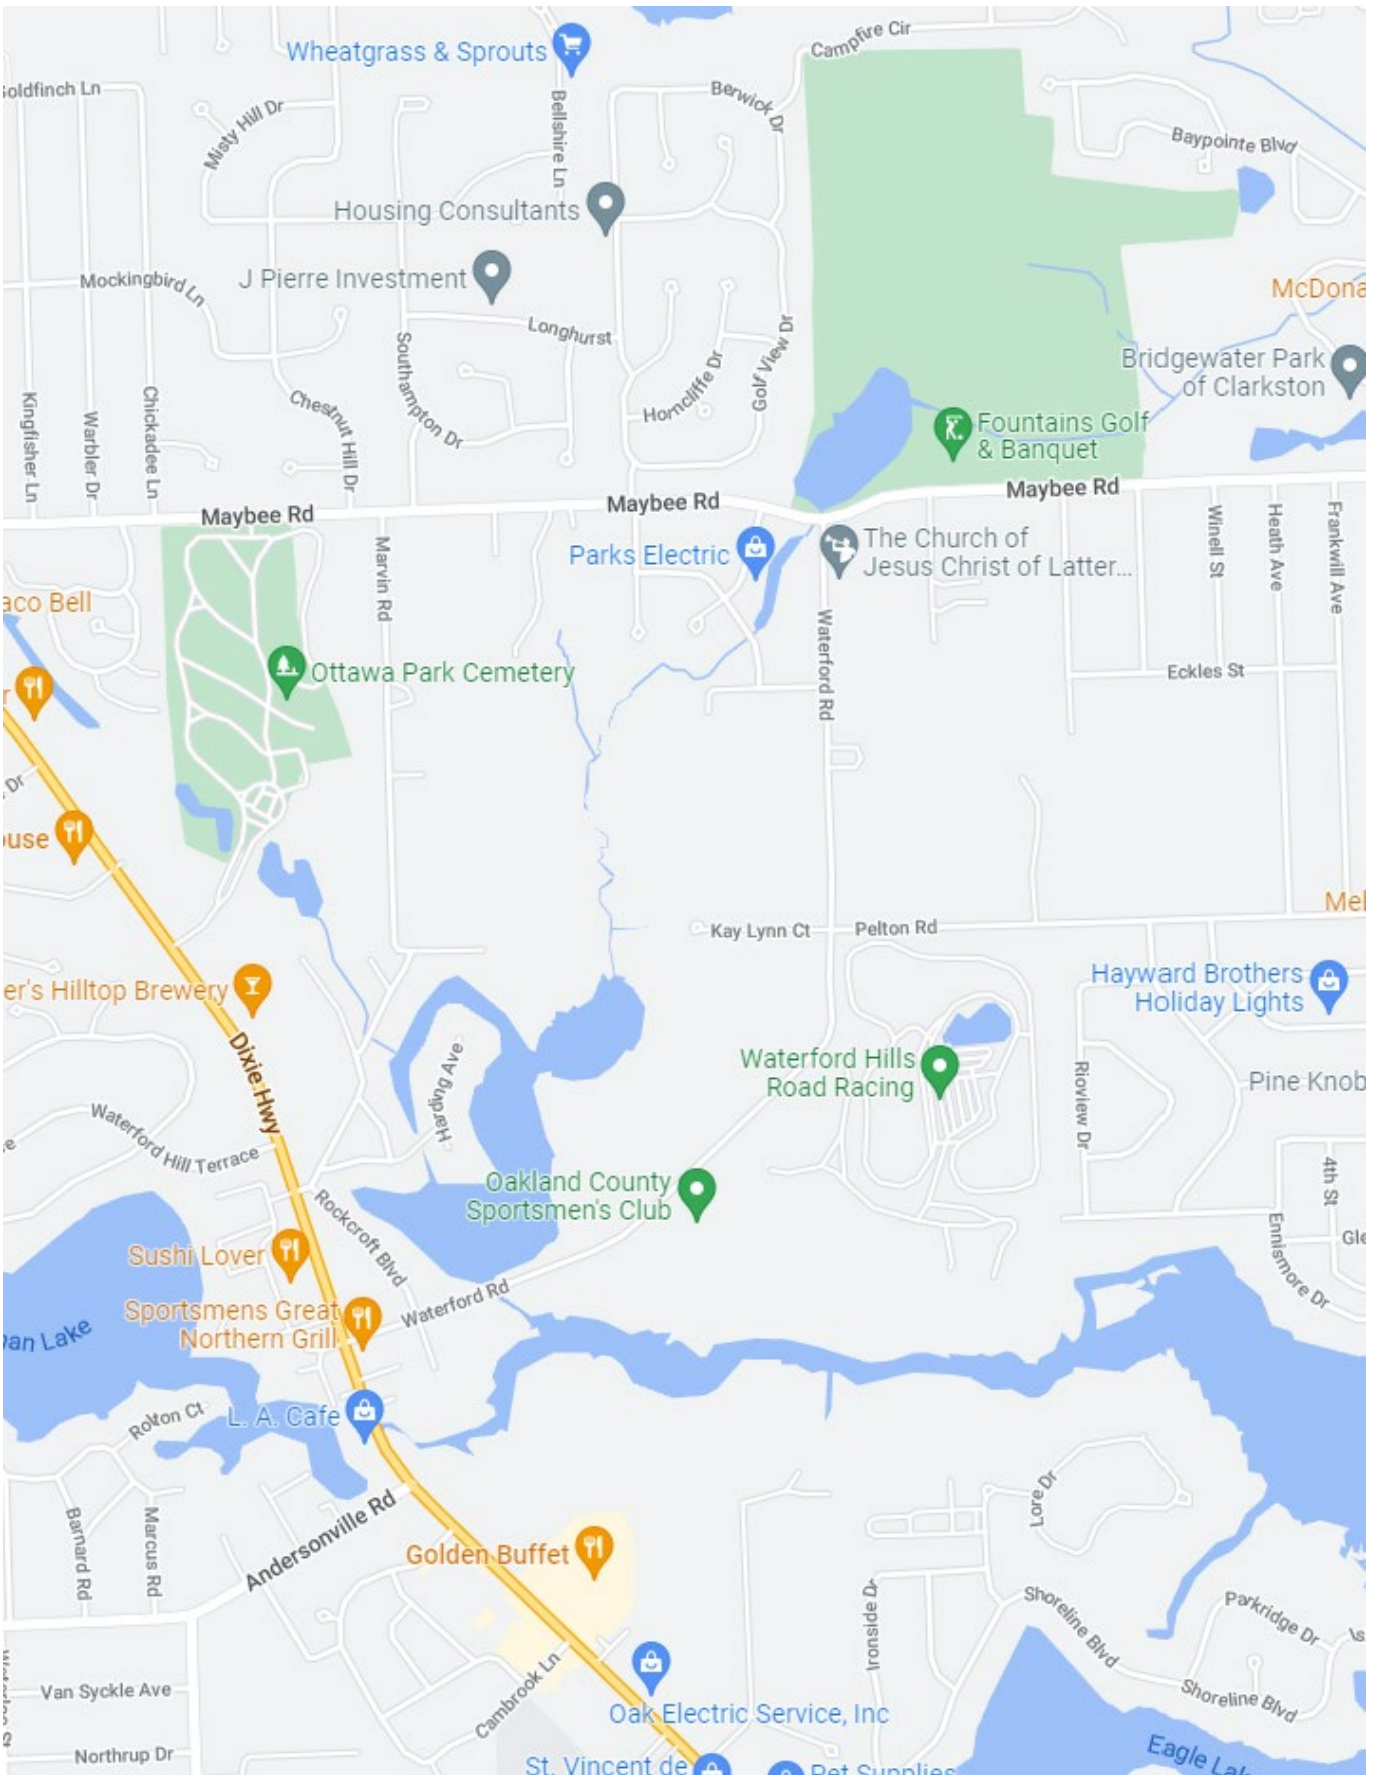 Campfire Cir
Wheatgrass & Sprouts
Goldfinch Ln
Misty Hill Dr
Bellshire Ln
Berwick Dr
Baypointe Blvd
Housing Consultants
J Pierre Investment
Mockingbird Ln
Longhurst
Golf View Dr
McDona
Southampton Dr
Horncliffe Dr
Bridgewater Park
of Clarkston
Kingfisher Ln
Warbler Dr
Chickadee Ln
Chestnut Hill Dr
Fountains Golf
& Banquet
Maybee Rd
Maybee Rd
Maybee Rd
Marvin Rd
Parks Electric
The Church of
Jesus Christ of Latter...
Winell St
Heath Ave
Frankwill Ave
aco Bell
Waterford Rd
Ottawa Park Cemetery
Eckles St
r
Dr
ouse
Mel
Kay Lynn Ct
Pelton Rd
er's Hilltop Brewery
Hayward Brothers
Holiday Lights
Dixie Hwy
Harding Ave
Waterford Hills
Road Racing
Rioview Dr
Pine Knob
Waterford Hill Terrace
e
Oakland County
Sportsmen's Club
4th St
Rockcroft Blvd
Ennismore Dr
Gle
Sushi Lover
Waterford Rd
Sportsmens Great
Northern Grill
van Lake
Rolton Ct
L. A. Cafe
Lore Dr
Barnard Rd
Marcus Rd
Andersonville Rd
Golden Buffet
Ironside Dr
Shoreline Blvd
Parkridge Dr
Van Syckle Ave
Cambrook Ln
Shoreline Blvd
Oak Electric Service, Inc
Northrup Dr
Eagle Lake
St. Vincent de
Pet Supplies